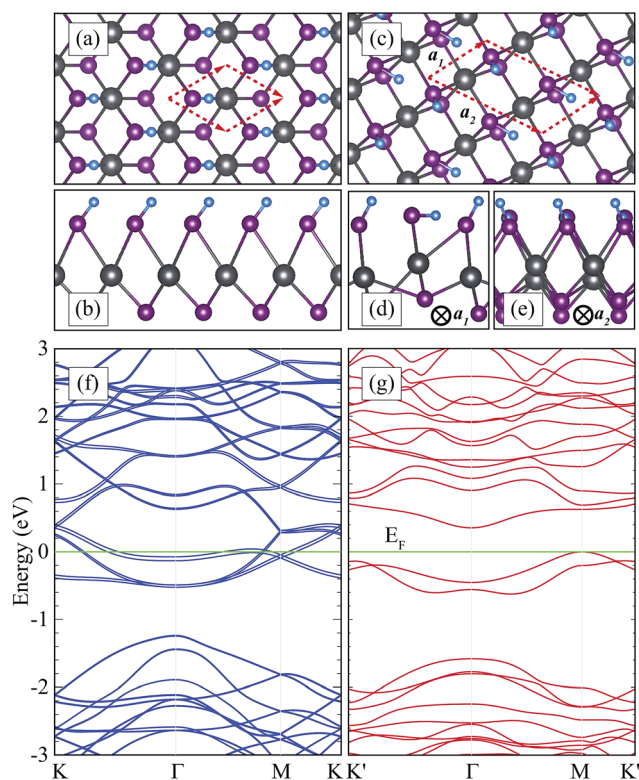 (a)
(c)
a1
a2
(b)
(d)
⊗ a1
(e)
⊗ a2
Energy (eV)
3
2
1
0
-1
-2
-3
(f)
(g)
EF
K
Γ
M
K
K'
Γ
M
K'